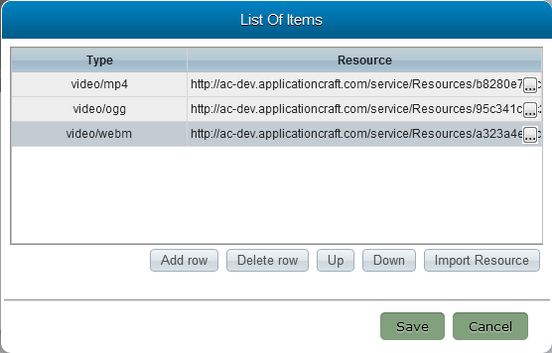 List Of Items
Type Resource
video/mp4 http://ac-dev.applicationcraft.com/service/Resources/b8280e7 ...
video/ogg http://ac-dev.applicationcraft.com/service/Resources/95c341c ...
video/webm http://ac-dev.applicationcraft.com/service/Resources/a323a4e ...
Add row Delete row Up Down Import Resource
Save Cancel